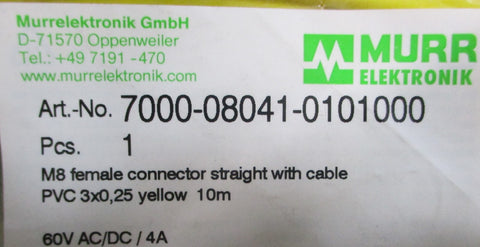 Murrelektronik GmbH
D-71570 Oppenweiler
Tel.: +49 7191 -470
www.murrelektronik.com
MURR
ELEKTRONIK
Art.-No. 7000-08041-0101000
Pcs. 1
M8 female connector straight with cable
PVC 3x0,25 yellow 10m
60V AC/DC / 4A